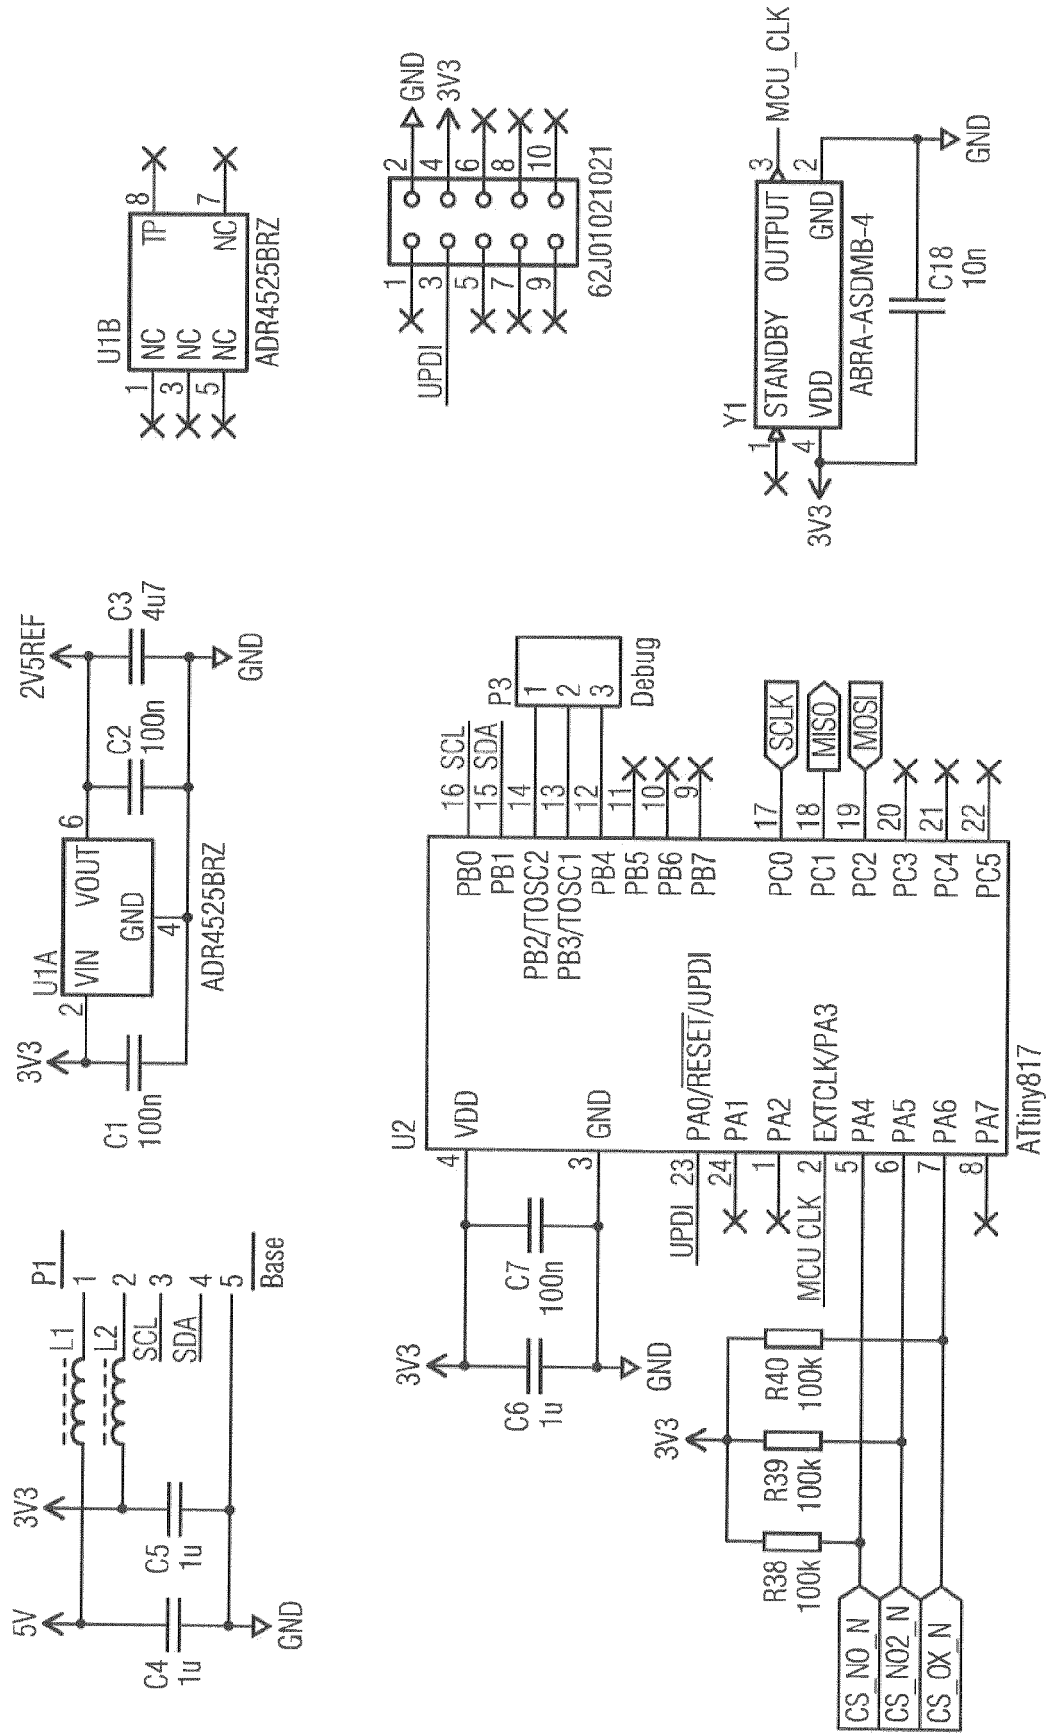 5V
3V3
L1
P1
1
L2
2
SCL
3
SDA
4
5
Base
C4
1u
C5
1u
GND
3V3
U1A
2
VIN
VOUT
6
GND
4
ADR4525BRZ
C1
100n
C2
100n
C3
4u7
2V5REF
GND
U1B
1
NC
TP
8
3
NC
5
NC
NC
7
ADR4525BRZ
1
2
GND
UPDI
3
4
3V3
5
6
7
8
9
10
62J01021021
Y1
1
STANDBY
OUTPUT
3
MCU_CLK
4
VDD
GND
2
3V3
ABRA-ASDMB-4
C18
10n
GND
3V3
C6
1u
C7
100n
GND
U2
4
VDD
3
GND
UPDI
23
PA0/RESET/UPDI
24
PA1
1
PA2
MCU CLK
2
EXTCLK/PA3
5
PA4
6
PA5
7
PA6
8
PA7
PB0
16
SCL
PB1
15
SDA
PB2/TOSC2
14
PB3/TOSC1
13
PB4
12
PB5
11
PB6
10
PB7
9
PC0
17
SCLK
PC1
18
MISO
PC2
19
MOSI
PC3
20
PC4
21
PC5
22
ATtiny817
P3
1
2
3
Debug
3V3
R38
100k
R39
100k
R40
100k
CS_NO_N
CS_NO2_N
CS_OX_N